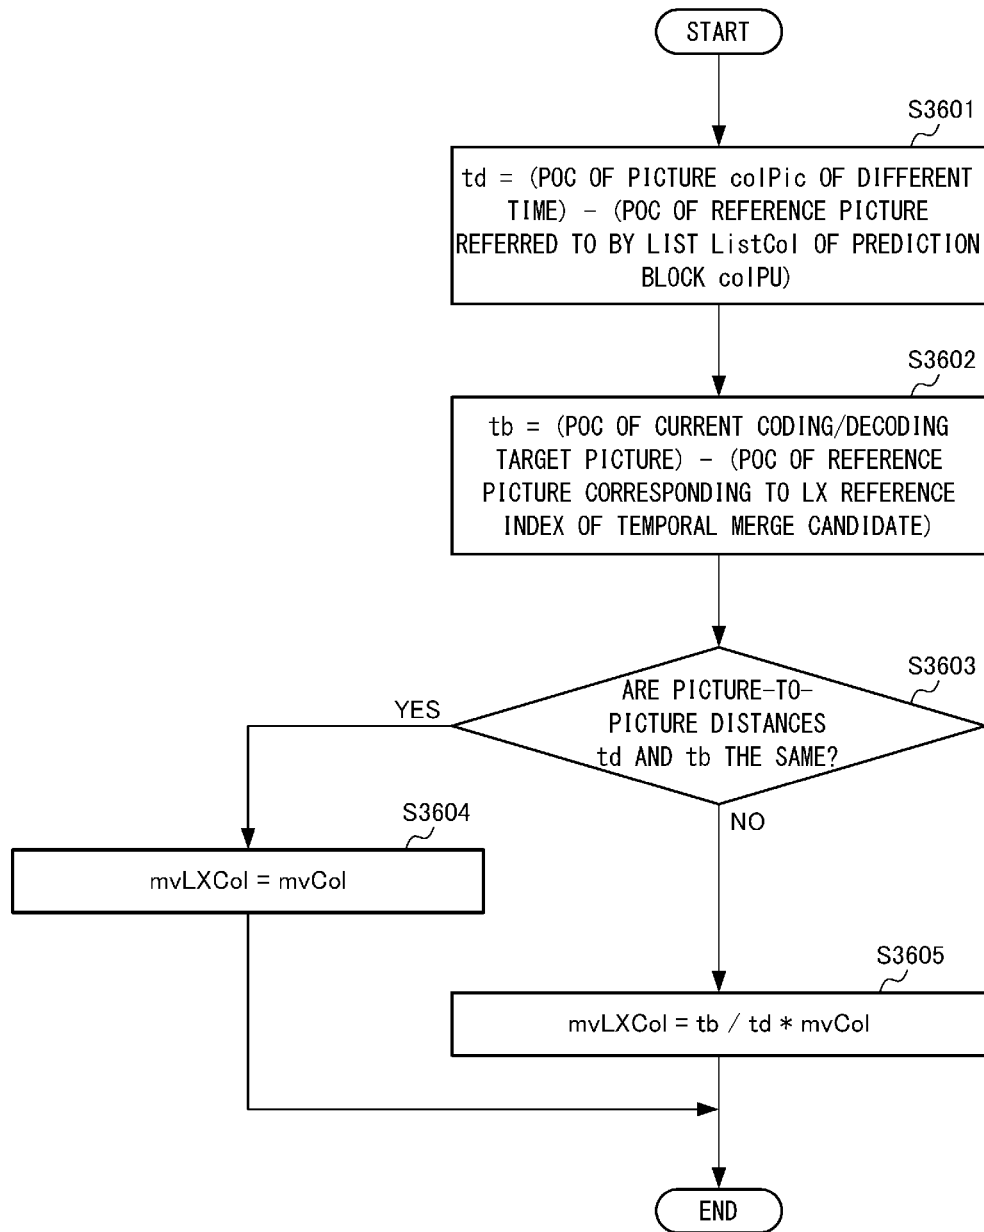 START
S3601
td = (POC OF PICTURE colPic OF DIFFERENT
TIME) - (POC OF REFERENCE PICTURE
REFERRED TO BY LIST ListCol OF PREDICTION
BLOCK colPU)
S3602
tb = (POC OF CURRENT CODING/DECODING
TARGET PICTURE) - (POC OF REFERENCE
PICTURE CORRESPONDING TO LX REFERENCE
INDEX OF TEMPORAL MERGE CANDIDATE)
S3603
ARE PICTURE-TO-
PICTURE DISTANCES
td AND tb THE SAME?
YES
NO
S3604
mvLXCol = mvCol
S3605
mvLXCol = tb / td * mvCol
END